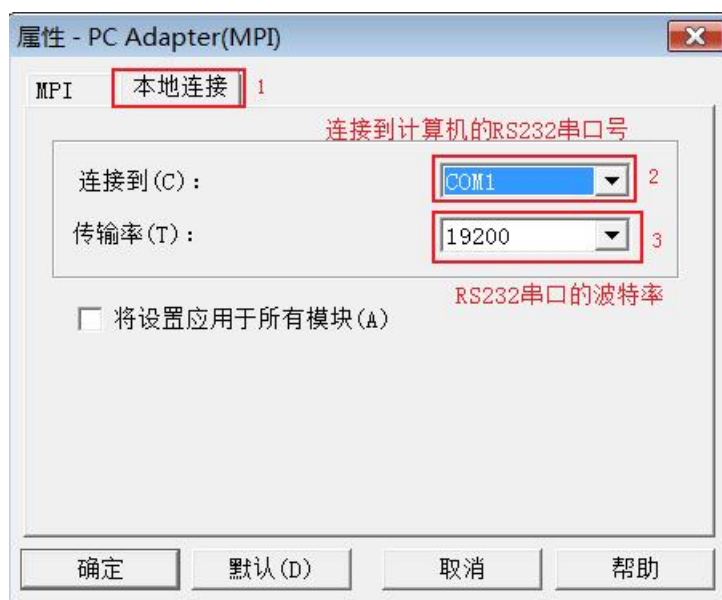 属性 - PC Adapter(MPI)
MPI 本地连接 1
连接到计算机的RS232串口号
连接到(C): COM1 2
传输率(T): 19200 3
RS232串口的波特率
将设置应用于所有模块(A)
确定 默认(D) 取消 帮助